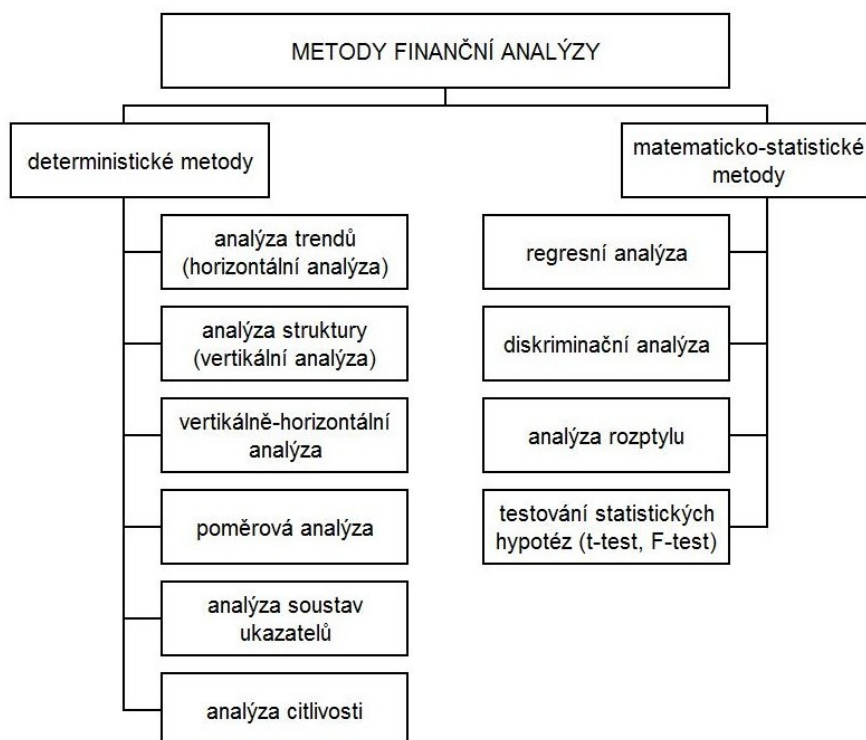 METODY FINANČNÍ ANALÝZY
deterministické metody
analýza trendů
(horizontální analýza)
analýza struktury
(vertikální analýza)
vertikálně-horizontální
analýza
poměrová analýza
analýza soustav
ukazatelů
analýza citlivosti
matematicko-statistické
metody
regresní analýza
diskriminační analýza
analýza rozptylu
testování statistických
hypotéz (t-test, F-test)